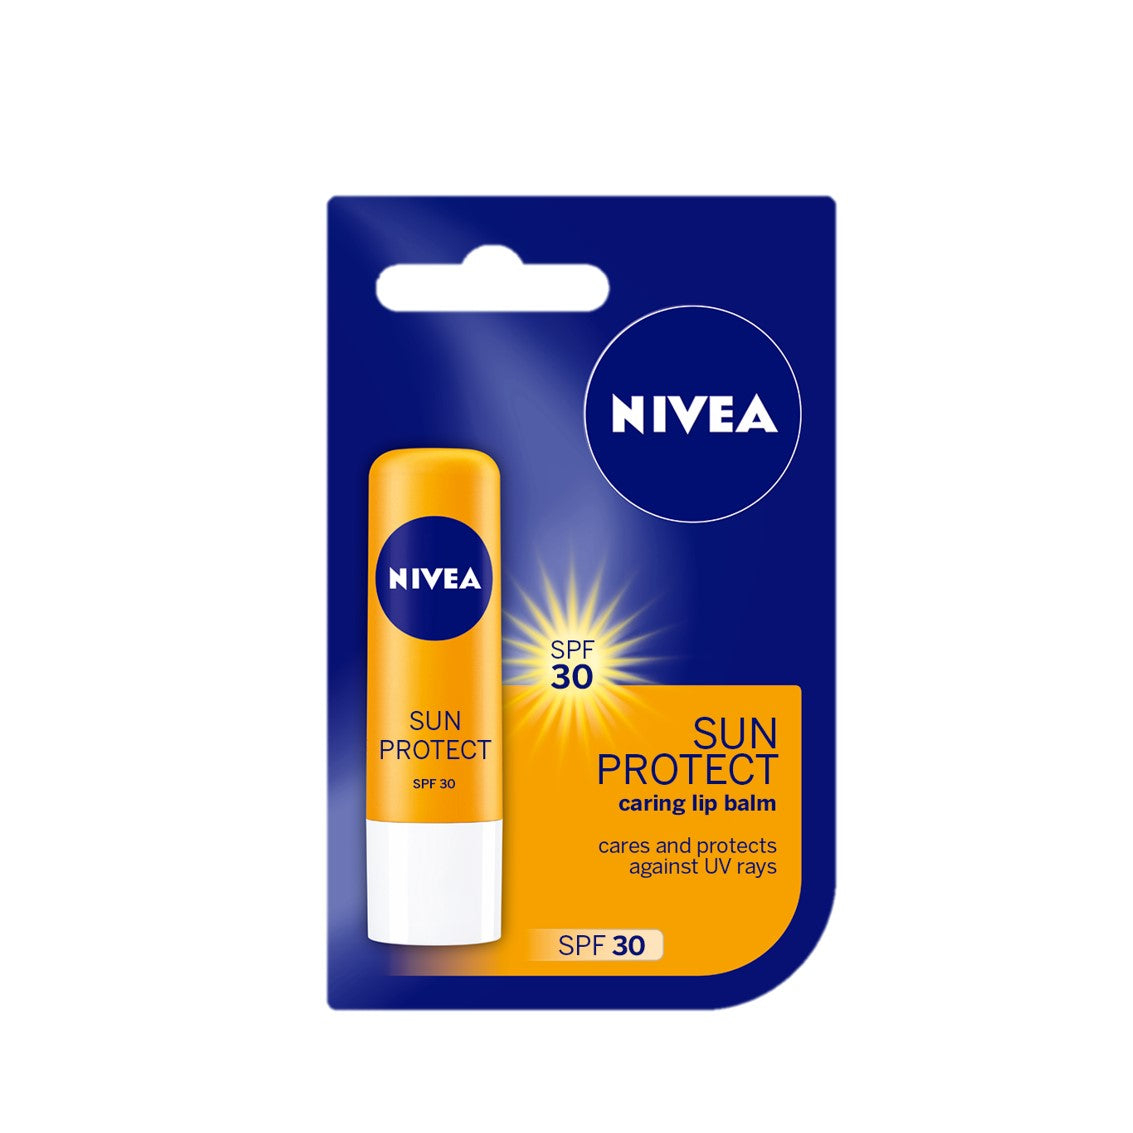 NIVEA
NIVEA
SUN
PROTECT
SPF 30
SPF
30
SUN
PROTECT
caring lip balm
cares and protects
against UV rays
SPF 30